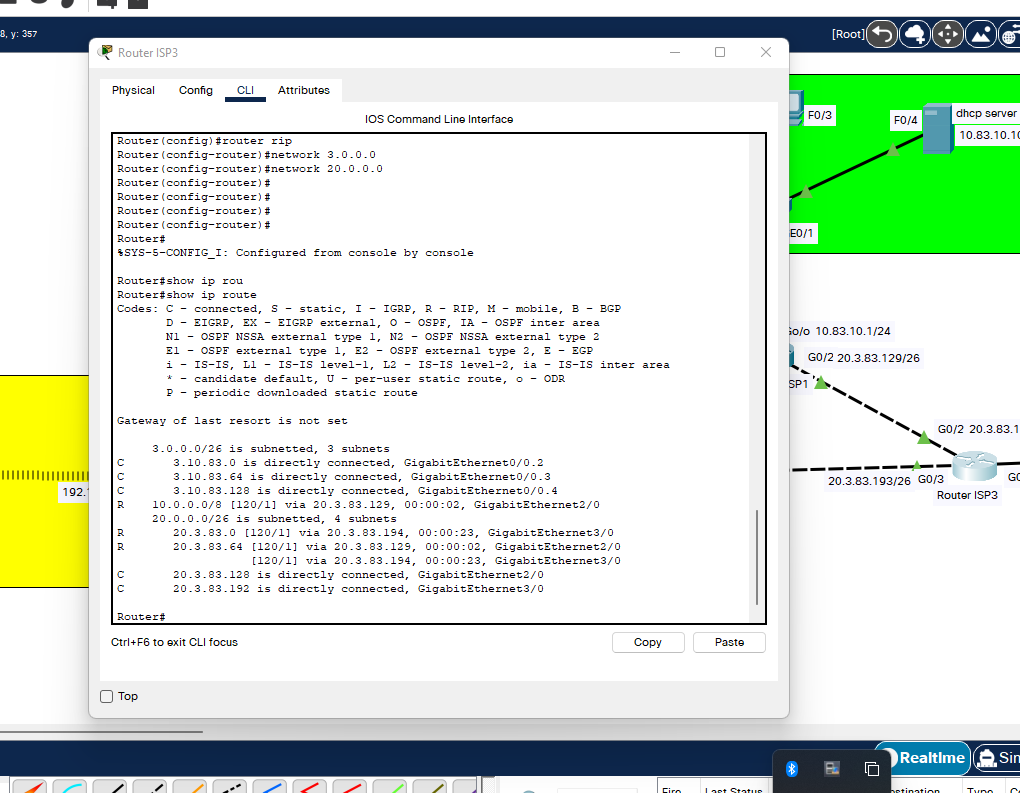 8, y: 357
[Root]
Router ISP3
Physical Config CLI Attributes
IOS Command Line Interface
Router(config)#router rip
Router(config-router)#network 3.0.0.0
Router(config-router)#network 20.0.0.0
Router(config-router)#
Router(config-router)#
Router(config-router)#
Router(config-router)#
Router#
%SYS-5-CONFIG_I: Configured from console by console
Router#show ip rou
Router#show ip route
Codes: C - connected, S - static, I - IGRP, R - RIP, M - mobile, B - BGP
D - EIGRP, EX - EIGRP external, O - OSPF, IA - OSPF inter area
N1 - OSPF NSSA external type 1, N2 - OSPF NSSA external type 2
E1 - OSPF external type 1, E2 - OSPF external type 2, E - EGP
i - IS-IS, L1 - IS-IS level-1, L2 - IS-IS level-2, ia - IS-IS inter area
* - candidate default, U - per-user static route, o - ODR
P - periodic downloaded static route
Gateway of last resort is not set
3.0.0.0/26 is subnetted, 3 subnets
C 3.10.83.0 is directly connected, GigabitEthernet0/0.2
C 3.10.83.64 is directly connected, GigabitEthernet0/0.3
C 3.10.83.128 is directly connected, GigabitEthernet0/0.4
R 10.0.0.0/8 [120/1] via 20.3.83.129, 00:00:02, GigabitEthernet2/0
20.0.0.0/26 is subnetted, 4 subnets
R 20.3.83.0 [120/1] via 20.3.83.194, 00:00:23, GigabitEthernet3/0
R 20.3.83.64 [120/1] via 20.3.83.129, 00:00:02, GigabitEthernet2/0
[120/1] via 20.3.83.194, 00:00:23, GigabitEthernet3/0
C 20.3.83.128 is directly connected, GigabitEthernet2/0
C 20.3.83.192 is directly connected, GigabitEthernet3/0
Router#
Ctrl+F6 to exit CLI focus
Copy
Paste
Top
F0/3
F0/4
dhcp server
10.83.10.10
E0/1
Go/o 10.83.10.1/24
G0/2 20.3.83.129/26
SP1
G0/2 20.3.83.1
20.3.83.193/26
G0/3
Router ISP3
192.
Realtime
Sin
Fire
Last Status
Type